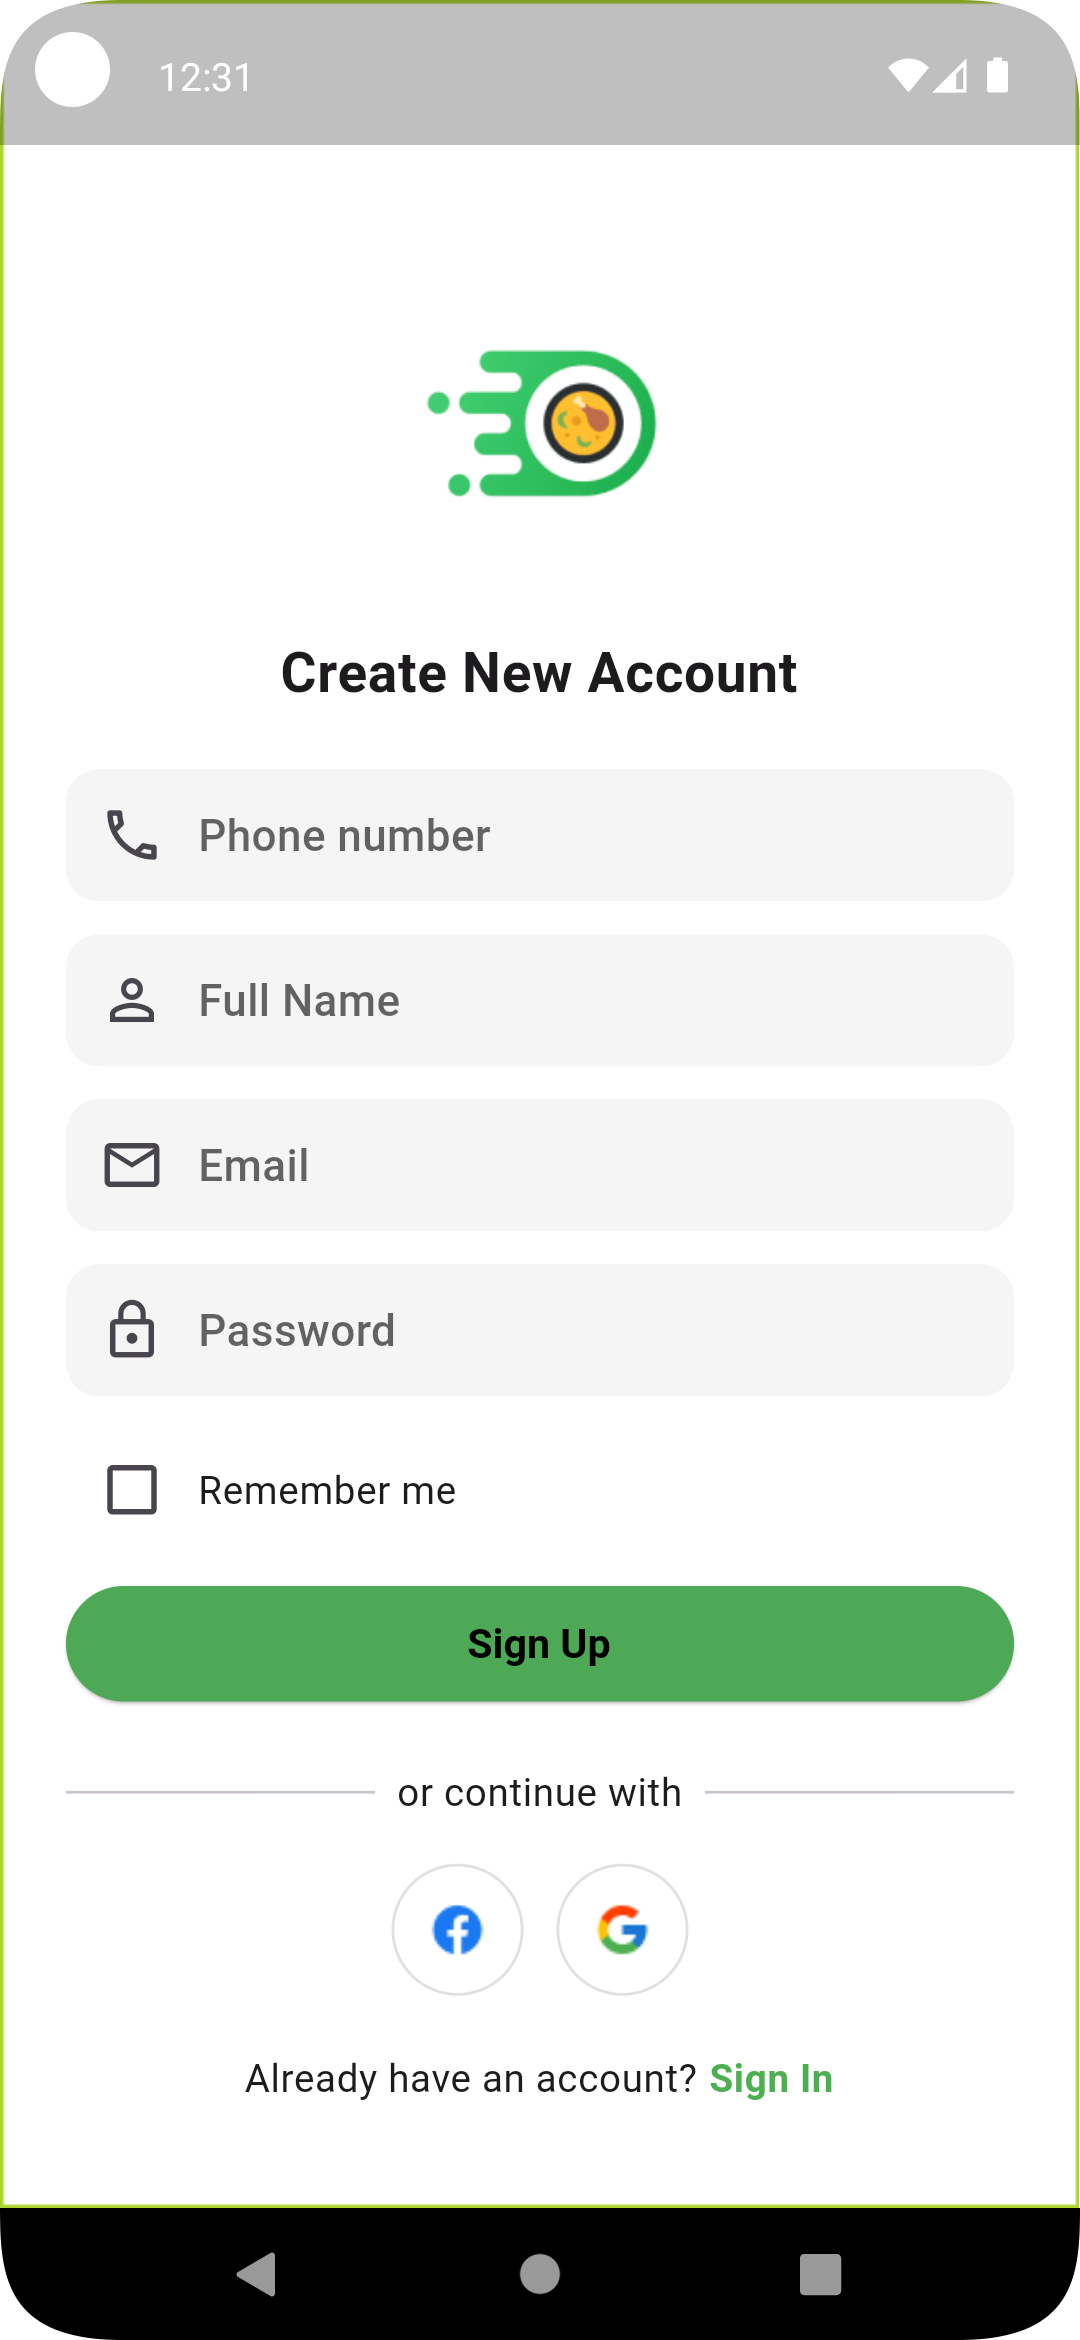 12:31
Create New Account
Phone number
Full Name
Email
Password
Remember me
Sign Up
or continue with
Already have an account? Sign In